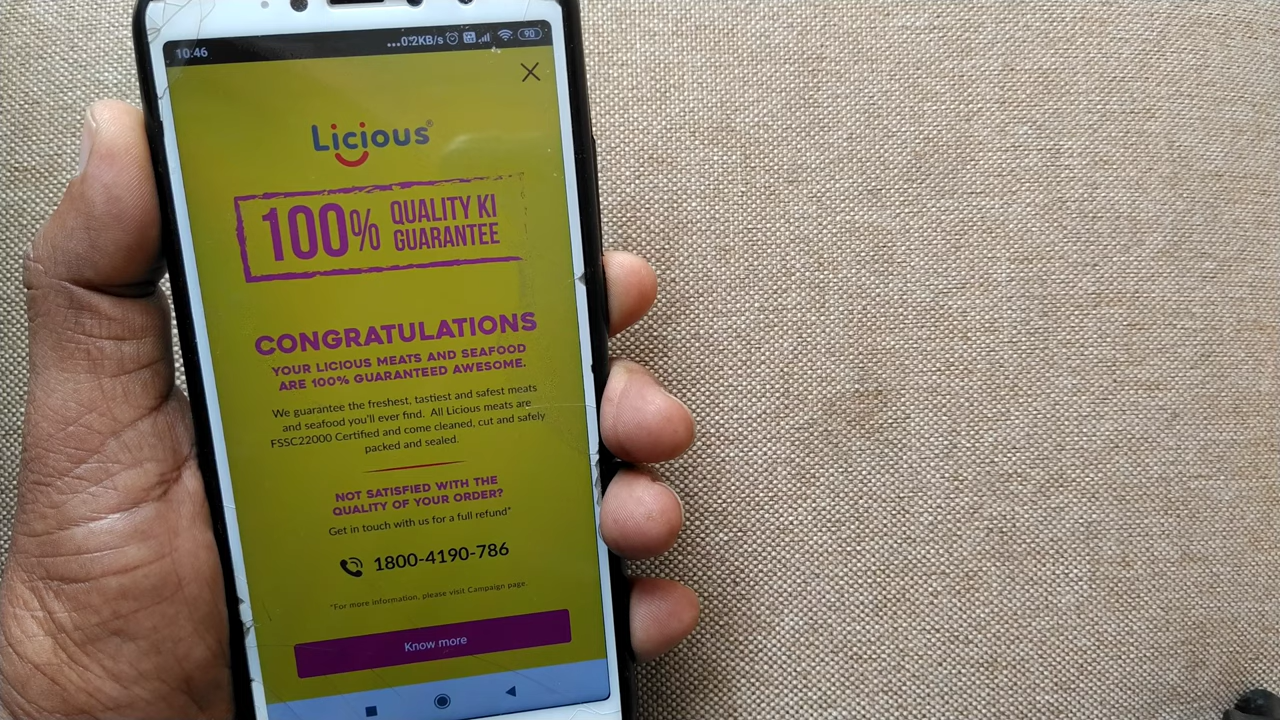 10:46 ...0.2KB/s 90
Licious®
100% QUALITY KI
GUARANTEE
CONGRATULATIONS
YOUR LICIOUS MEATS AND SEAFOOD
ARE 100% GUARANTEED AWESOME.
We guarantee the freshest, tastiest and safest meats
and seafood you'll ever find. All Licious meats are
FSSC22000 Certified and come cleaned, cut and safely
packed and sealed.
NOT SATISFIED WITH THE
QUALITY OF YOUR ORDER?
Get in touch with us for a full refund*
1800-4190-786
*For more information, please visit Campaign page.
Know more